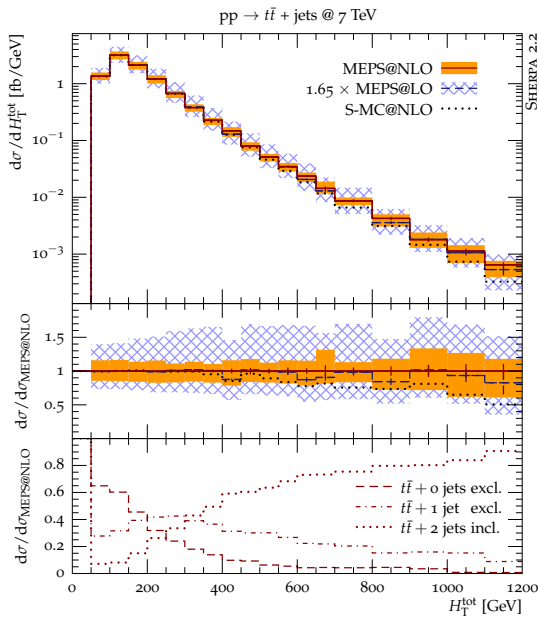 pp → tt̄ + jets @ 7 TeV
SHERPA 2.2
dσ/dH_T^tot [fb/GeV]
1
10⁻¹
10⁻²
10⁻³
MEPS@NLO
1.65 × MEPS@LO
S-MC@NLO
dσ/dσ_MEPS@NLO
1.5
1
0.5
dσ/dσ_MEPS@NLO
0.8
0.6
0.4
0.2
0
tt̄ + 0 jets excl.
tt̄ + 1 jet excl.
tt̄ + 2 jets incl.
0 200 400 600 800 1000 1200
H_T^tot [GeV]